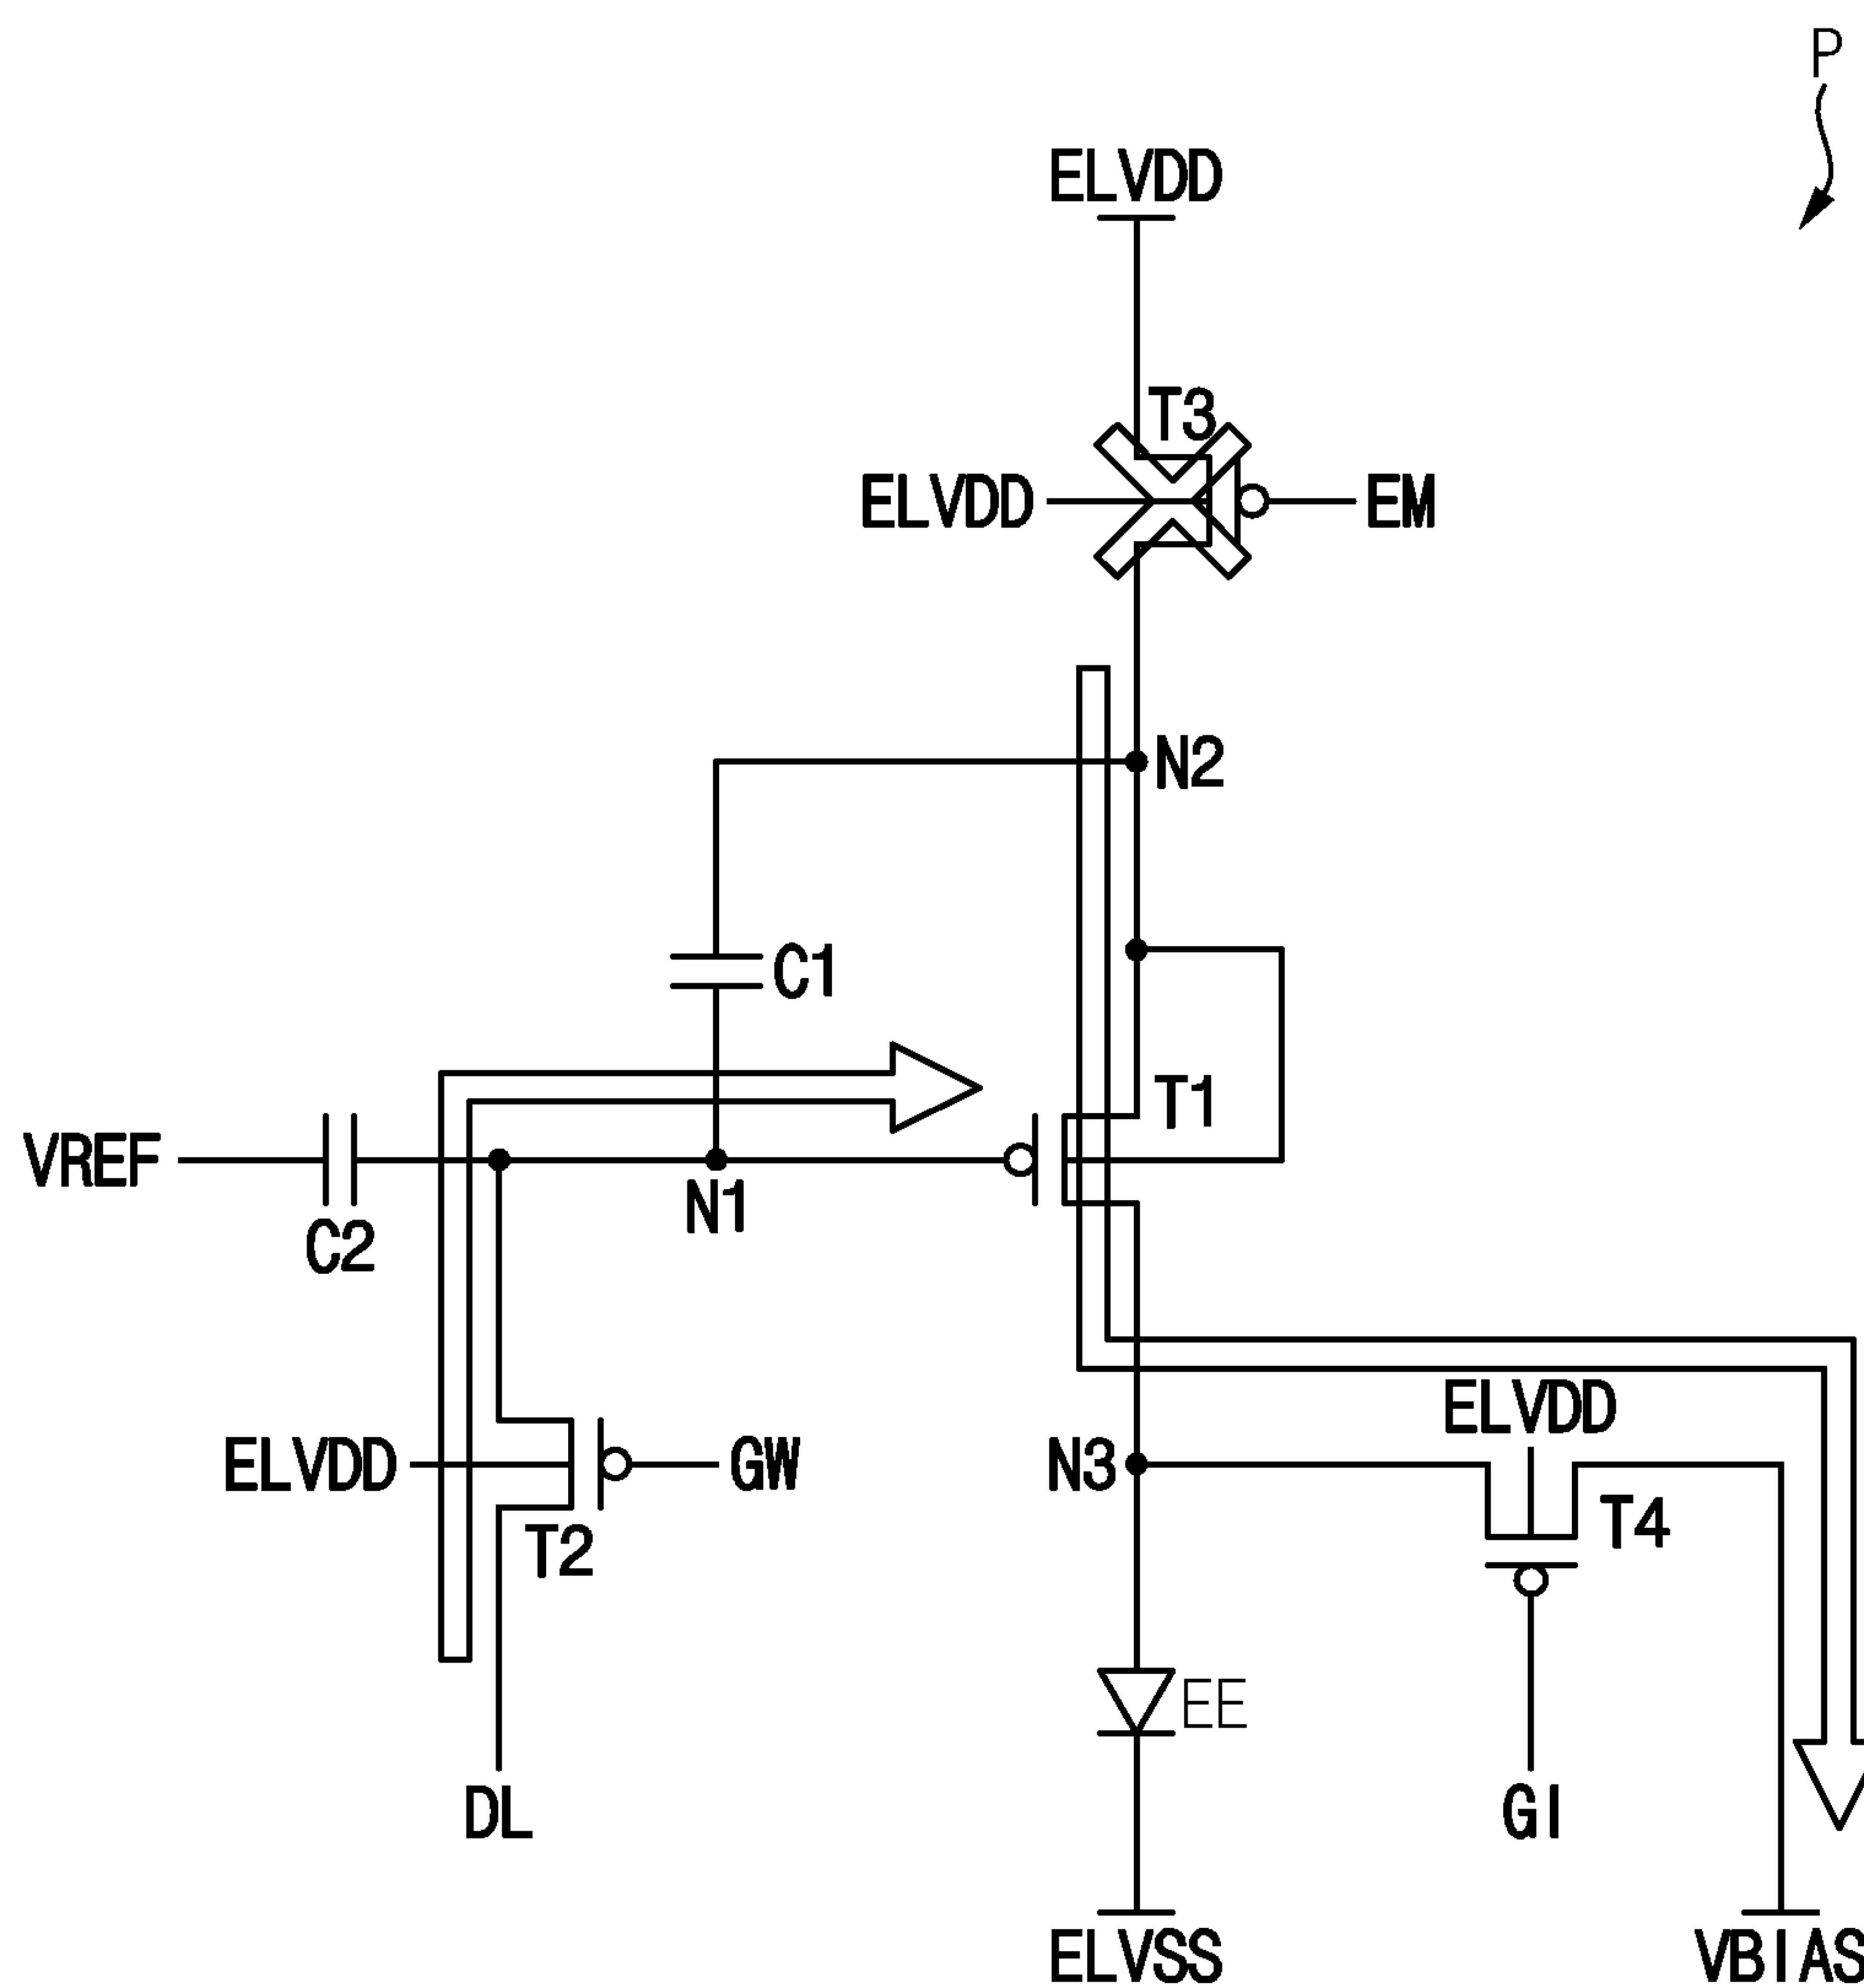 P
ELVDD
T3
ELVDD
EM
N2
C1
T1
VREF
N1
C2
ELVDD
ELVDD
GW
N3
T4
T2
EE
DL
GI
ELVSS
VBIAS